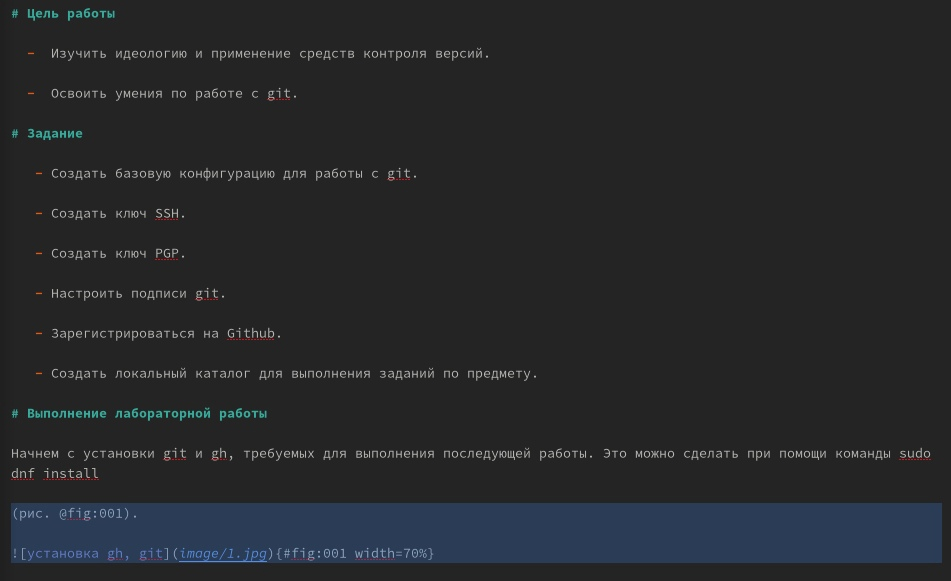 # Цель работы
- Изучить идеологию и применение средств контроля версий.
- Освоить умения по работе с git.
# Задание
- Создать базовую конфигурацию для работы с git.
- Создать ключ SSH.
- Создать ключ PGP.
- Настроить подписи git.
- Зарегистрироваться на Github.
- Создать локальный каталог для выполнения заданий по предмету.
# Выполнение лабораторной работы
Начнем с установки git и gh, требуемых для выполнения последующей работы. Это можно сделать при помощи команды sudo
dnf install
(рис. @fig:001).
![установка gh, git](image/1.jpg){#fig:001 width=70%}